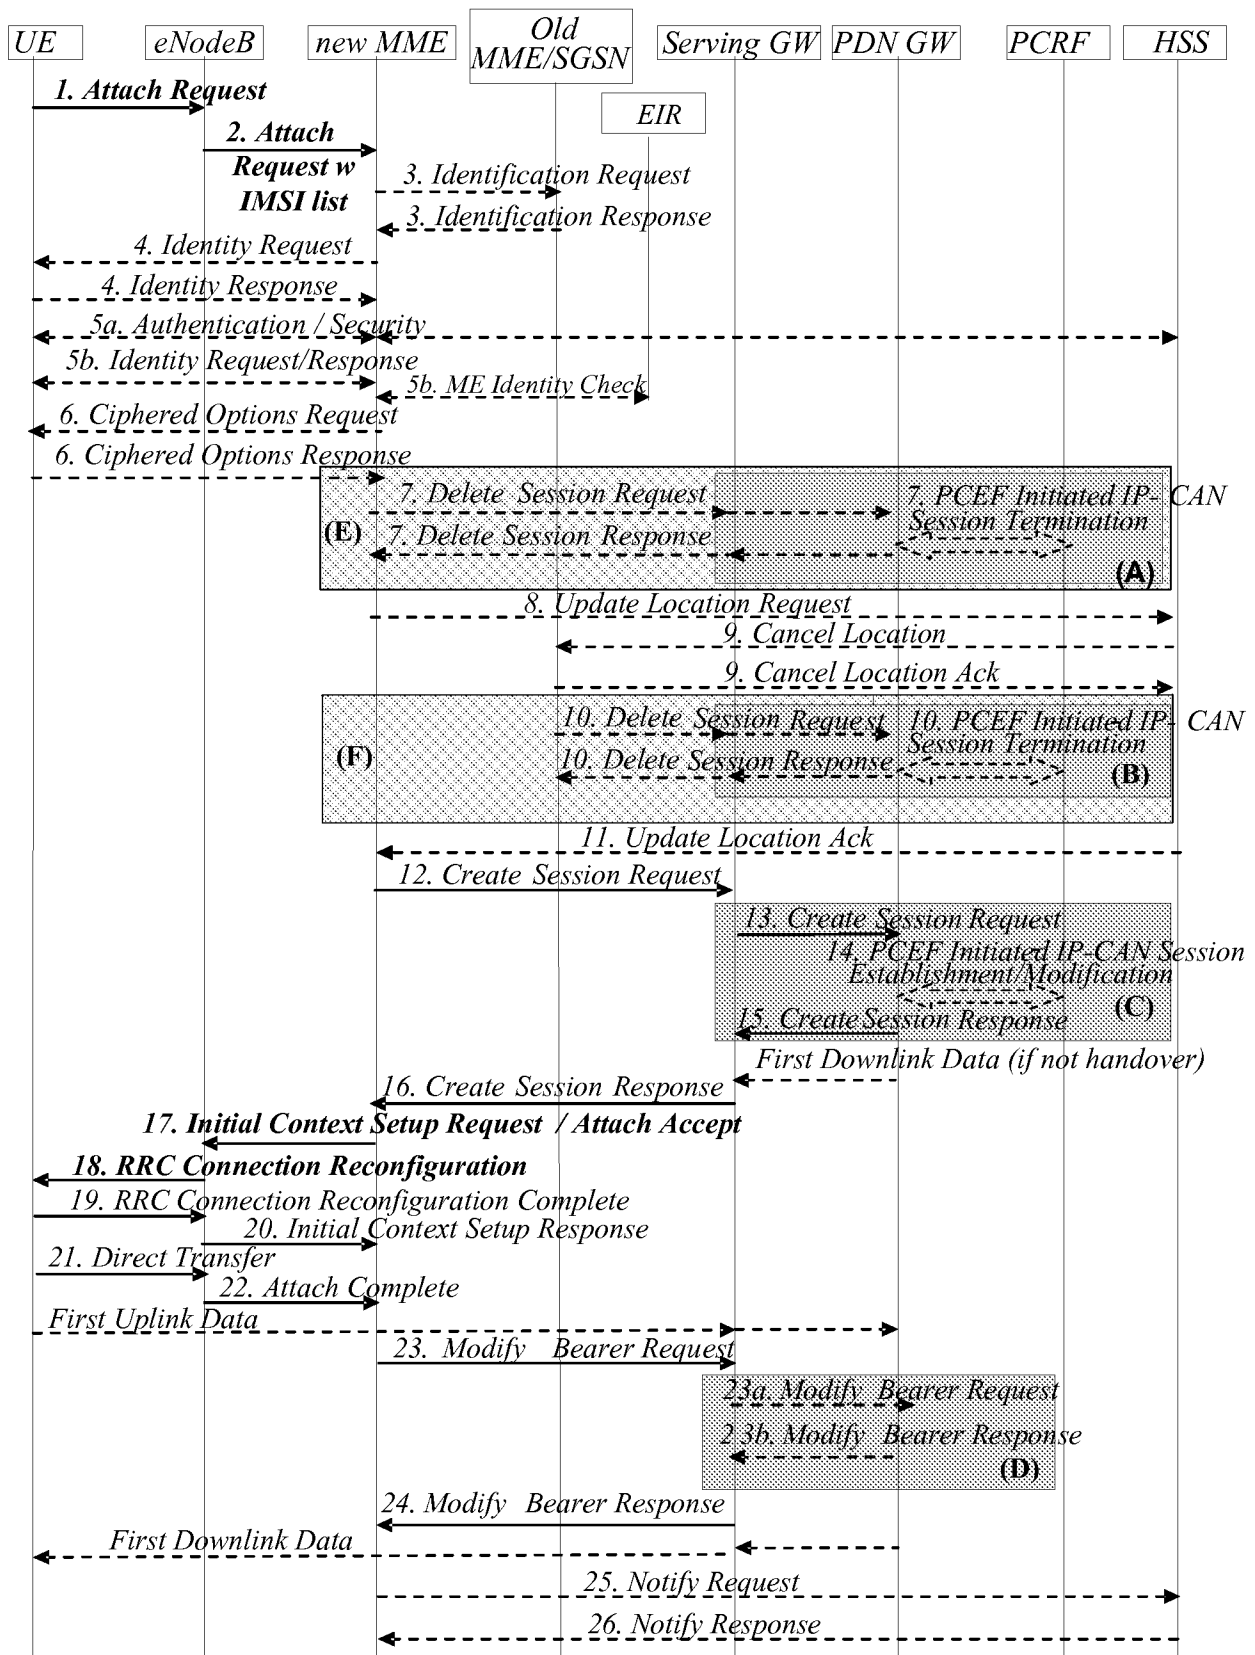 UE
eNodeB
new MME
Old
MME/SGSN
Serving GW
PDN GW
PCRF
HSS
EIR
1. Attach Request
2. Attach
Request w
IMSI list
3. Identification Request
3. Identification Response
4. Identity Request
4. Identity Response
5a. Authentication / Security
5b. Identity Request/Response
5b. ME Identity Check
6. Ciphered Options Request
6. Ciphered Options Response
7. Delete Session Request
7. PCEF Initiated IP- CAN
Session Termination
(E)
7. Delete Session Response
(A)
8. Update Location Request
9. Cancel Location
9. Cancel Location Ack
10. Delete Session Request
10. PCEF Initiated IP- CAN
Session Termination
(F)
10. Delete Session Response
(B)
11. Update Location Ack
12. Create Session Request
13. Create Session Request
14. PCEF Initiated IP-CAN Session
Establishment/Modification
(C)
15. Create Session Response
First Downlink Data (if not handover)
16. Create Session Response
17. Initial Context Setup Request / Attach Accept
18. RRC Connection Reconfiguration
19. RRC Connection Reconfiguration Complete
20. Initial Context Setup Response
21. Direct Transfer
22. Attach Complete
First Uplink Data
23. Modify Bearer Request
23a. Modify Bearer Request
2 3b. Modify Bearer Response
(D)
24. Modify Bearer Response
First Downlink Data
25. Notify Request
26. Notify Response